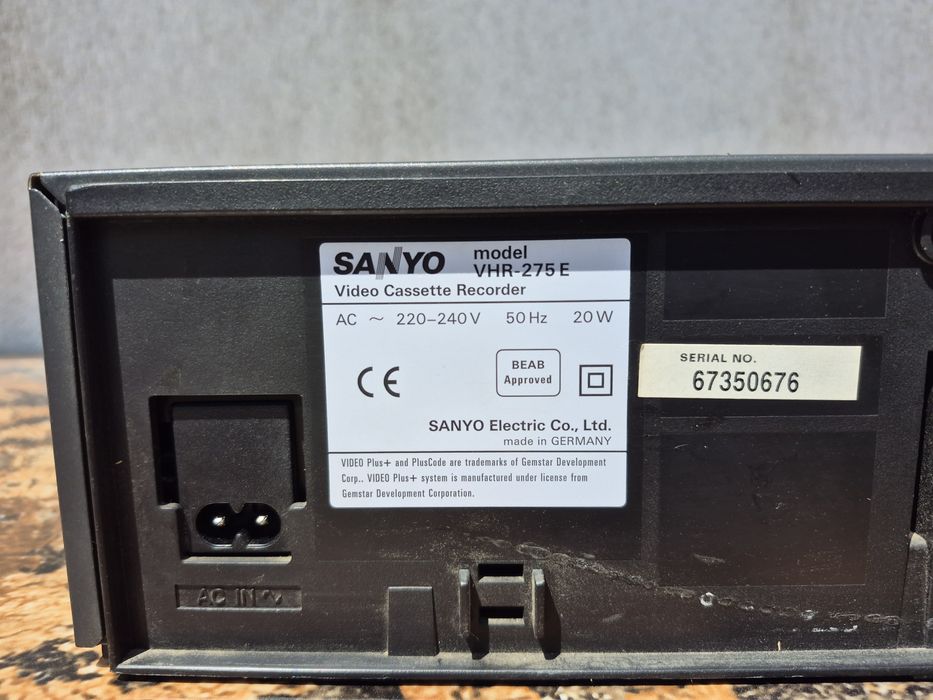 SANYO
model
VHR-275E
Video Cassette Recorder
AC ~ 220–240V 50Hz 20W
CE
BEAB
Approved
SANYO Electric Co., Ltd.
made in GERMANY
VIDEO Plus+ and PlusCode are trademarks of Gemstar Development
Corp.. VIDEO Plus+ system is manufactured under license from
Gemstar Development Corporation.
SERIAL NO.
67350676
AC IN ~